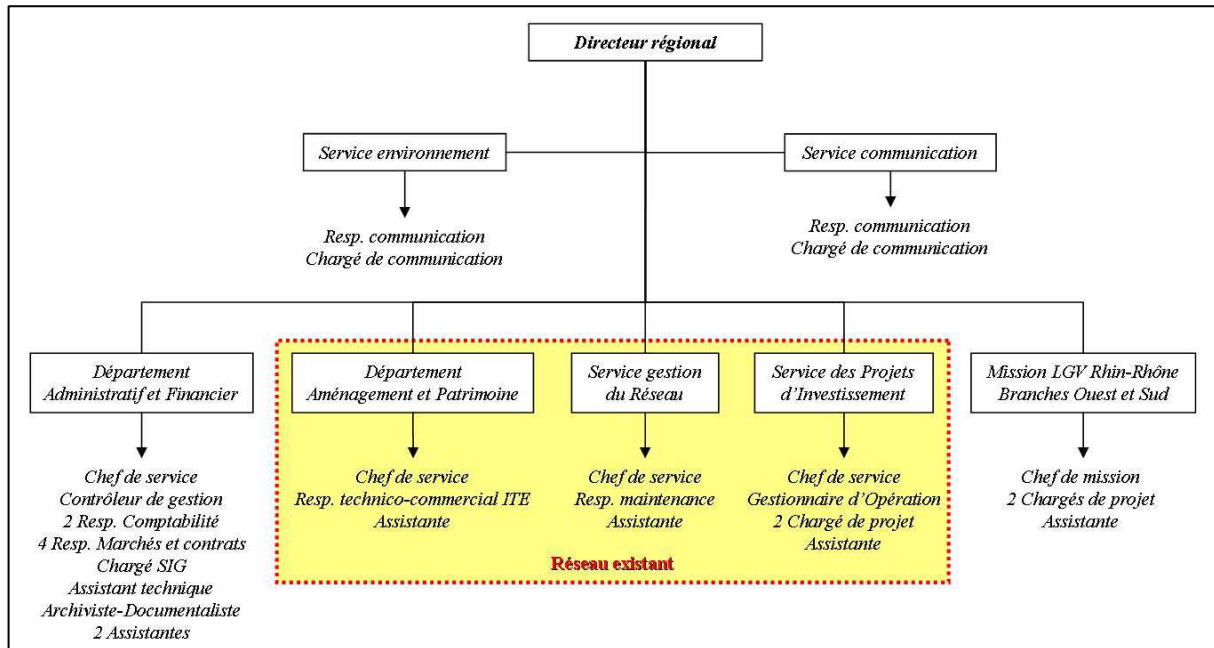 Directeur régional
Service environnement
Service communication
Resp. communication
Chargé de communication
Resp. communication
Chargé de communication
Département
Administratif et Financier
Département
Aménagement et Patrimoine
Service gestion
du Réseau
Service des Projets
d'Investissement
Mission LGV Rhin-Rhône
Branches Ouest et Sud
Chef de service
Contrôleur de gestion
2 Resp. Comptabilité
4 Resp. Marchés et contrats
Chargé SIG
Assistant technique
Archiviste-Documentaliste
2 Assistantes
Chef de service
Resp. technico-commercial ITE
Assistante
Chef de service
Resp. maintenance
Assistante
Chef de service
Gestionnaire d'Opération
2 Chargé de projet
Assistante
Chef de mission
2 Chargés de projet
Assistante
Réseau existant